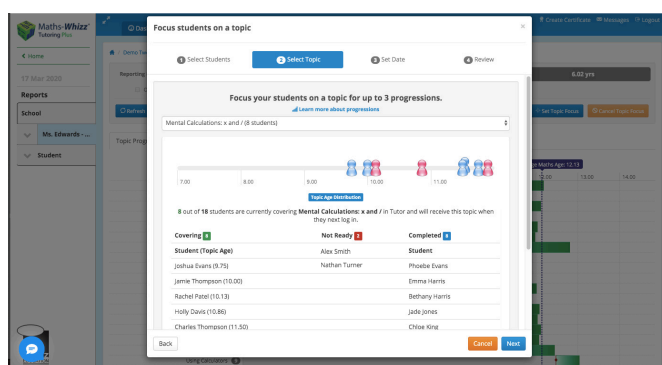 Maths-Whizz
Tutoring Plus
Create Certificate Messages Logout
Home
Demo
17 Mar 2020
Reports
School
Ms. Edwards - ...
Student
Reporting
Refresh
Topic Prog
6.02 yrs
Set Topic Focus Cancel Topic Focus
Maths Age: 12.13
12.00 13.00 14.00
Focus students on a topic
1 Select Students 2 Select Topic 3 Set Date 4 Review
Focus your students on a topic for up to 3 progressions.
Learn more about progressions
Mental Calculations: x and / (8 students)
7.00 8.00 9.00 10.00 11.00
Topic Age Distribution
8 out of 18 students are currently covering Mental Calculations: x and / in Tutor and will receive this topic when
they next log in.
Covering 8 Not Ready 2 Completed 8
Student (Topic Age) Alex Smith Student
Joshua Evans (9.75) Nathan Turner Phoebe Evans
Jamie Thompson (10.00) Emma Harris
Rachel Patel (10.13) Bethany Harris
Holly Davis (10.86) Jade Jones
Charles Thompson (11.50) Chloe King
Back Cancel Next
Using Calculators